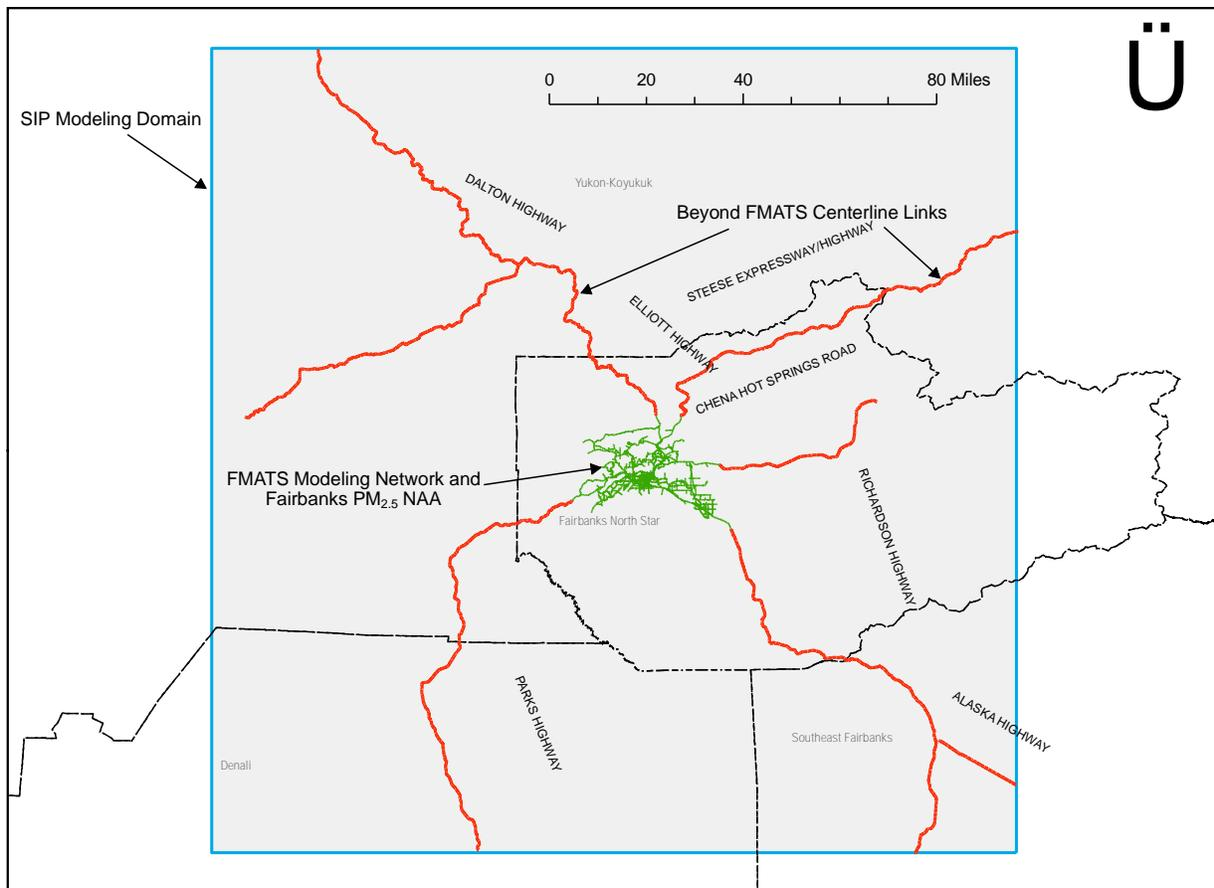 Ü
0 20 40 80 Miles
SIP Modeling Domain
DALTON HIGHWAY
Yukon-Koyukuk
Beyond FMATS Centerline Links
STEESE EXPRESSWAY/HIGHWAY
ELLIOTT HIGHWAY
CHENA HOT SPRINGS ROAD
FMATS Modeling Network and
Fairbanks PM2.5 NAA
Fairbanks North Star
RICHARDSON HIGHWAY
PARKS HIGHWAY
ALASKA HIGHWAY
Southeast Fairbanks
Denali